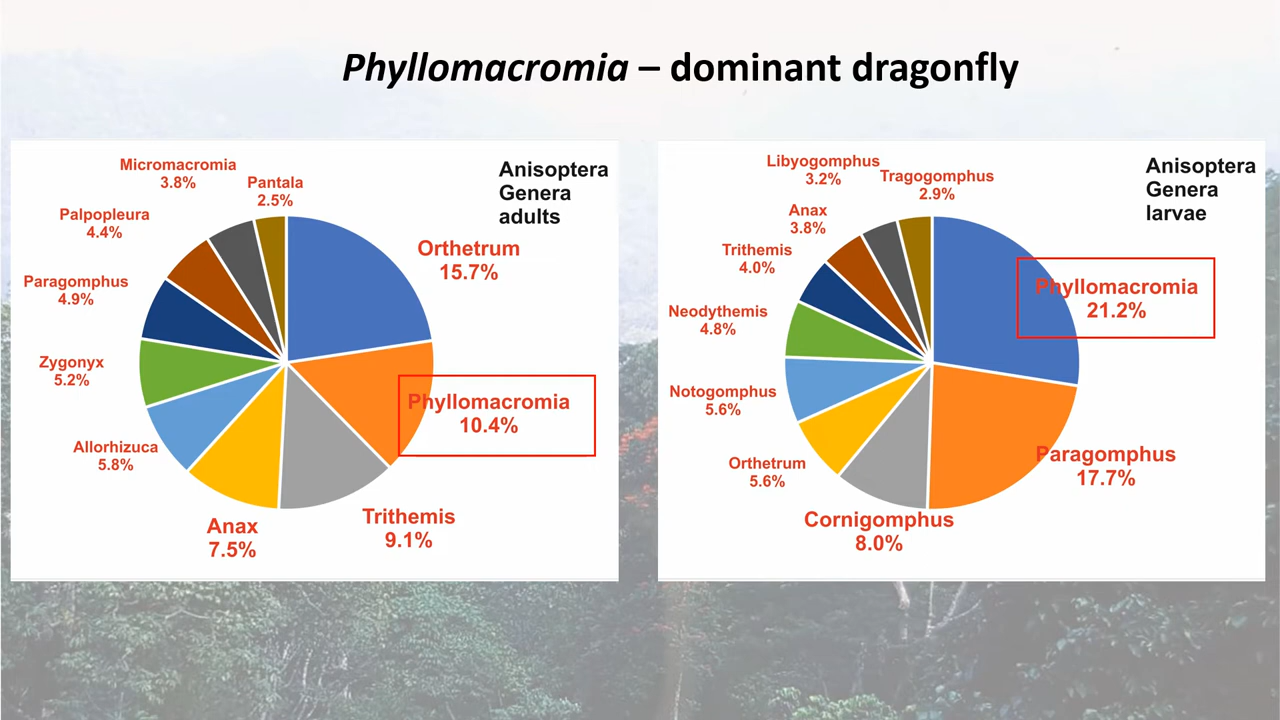 Phyllomacromia – dominant dragonfly
Anisoptera
Genera
adults
Micromacromia
3.8%
Pantala
2.5%
Palpopleura
4.4%
Orthetrum
15.7%
Paragomphus
4.9%
Zygonyx
5.2%
Phyllomacromia
10.4%
Allorhizuca
5.8%
Anax
7.5%
Trithemis
9.1%
Anisoptera
Genera
larvae
Libyogomphus
3.2%
Tragogomphus
2.9%
Anax
3.8%
Trithemis
4.0%
Phyllomacromia
21.2%
Neodythemis
4.8%
Notogomphus
5.6%
Paragomphus
17.7%
Orthetrum
5.6%
Cornigomphus
8.0%